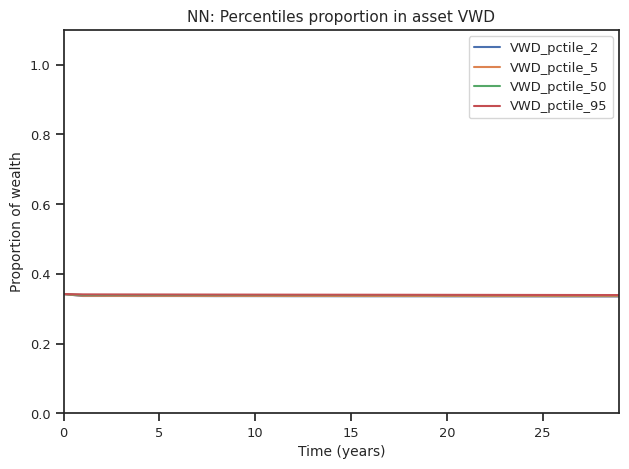 NN: Percentiles proportion in asset VWD
VWD_pctile_2
VWD_pctile_5
VWD_pctile_50
VWD_pctile_95
Proportion of wealth
1.0
0.8
0.6
0.4
0.2
0.0
0 5 10 15 20 25
Time (years)